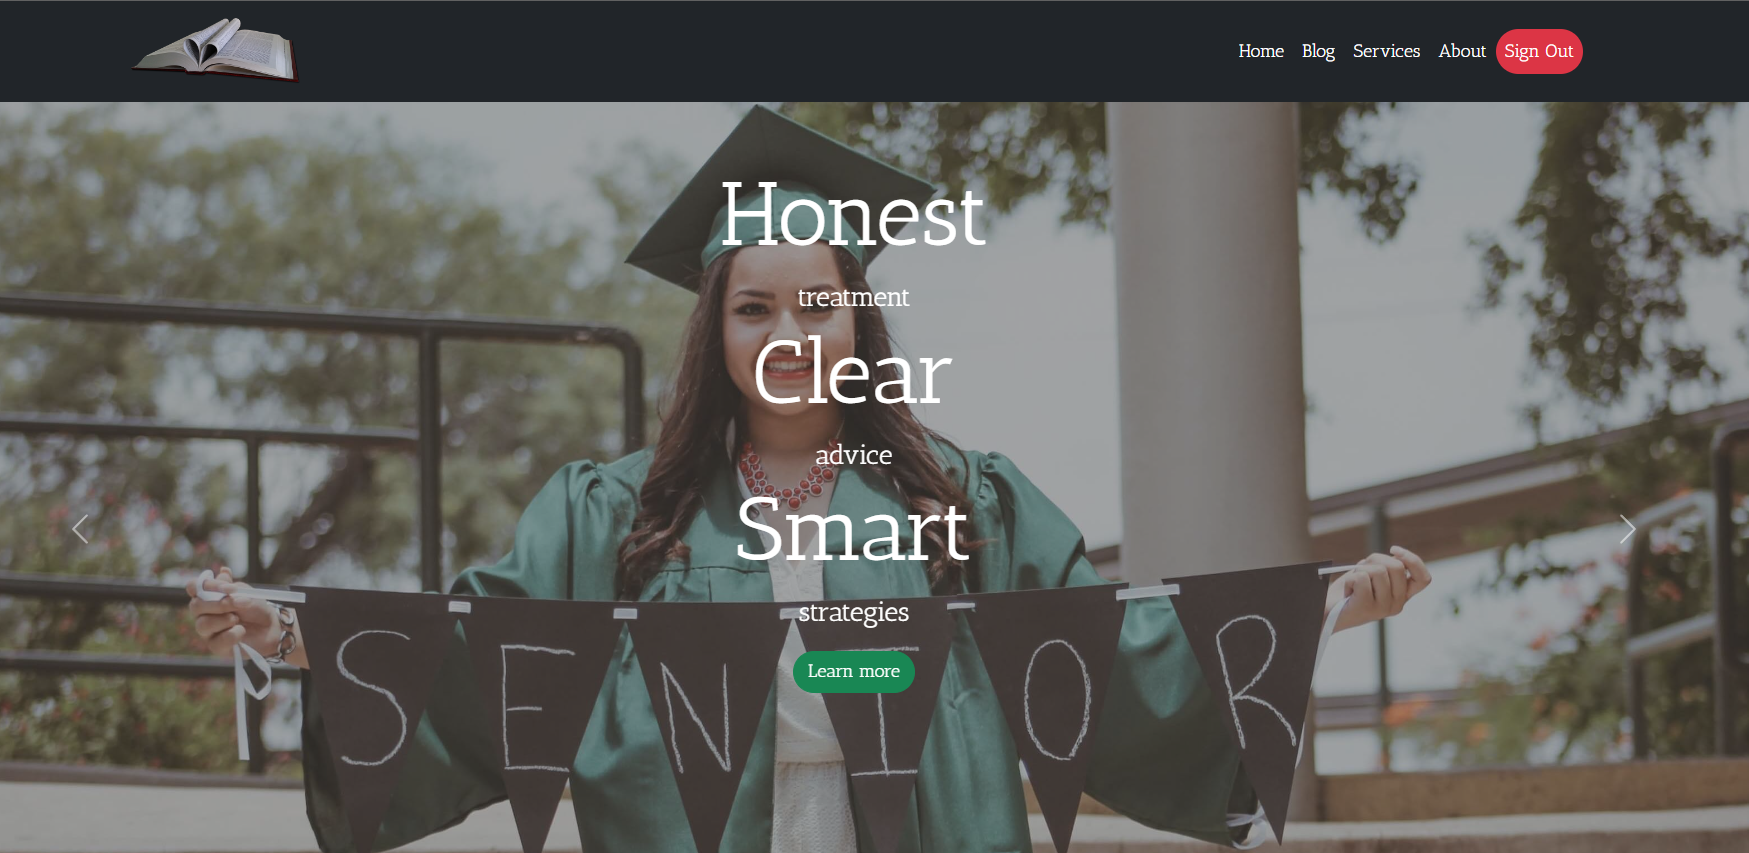 Home Blog Services About Sign Out
Honest
treatment
Clear
advice
Smart
strategies
Learn more
SENIOR